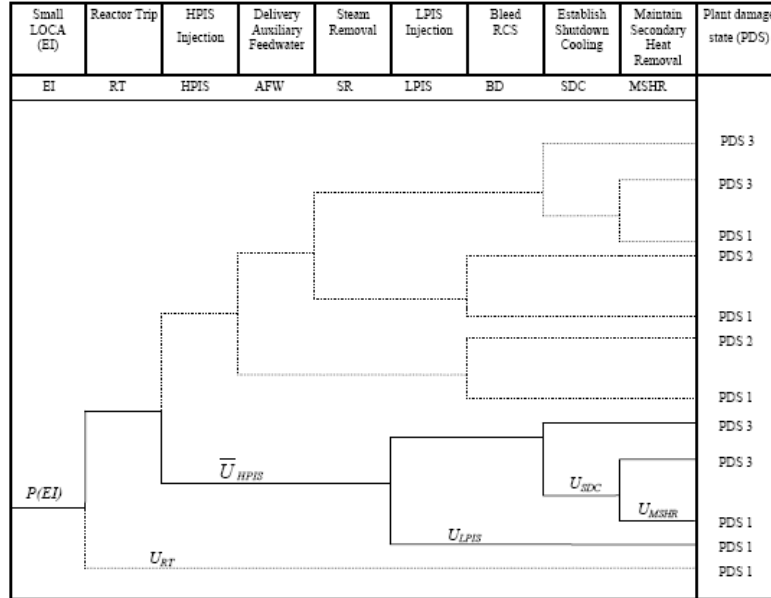 Small LOCA (EI)
Reactor Trip
HPIS Injection
Delivery Auxiliary Feedwater
Steam Removal
LPIS Injection
Bleed RCS
Establish Shutdown Cooling
Maintain Secondary Heat Removal
Plant damage state (PDS)
EI RT HPIS AFW SR LPIS BD SDC MSHR
PDS 3
PDS 3
PDS 1
PDS 2
PDS 1
PDS 2
PDS 1
PDS 3
PDS 3
U̅ HPIS
U SDC
P(EI)
U MSHR
PDS 1
U LPIS
PDS 1
U RT
PDS 1